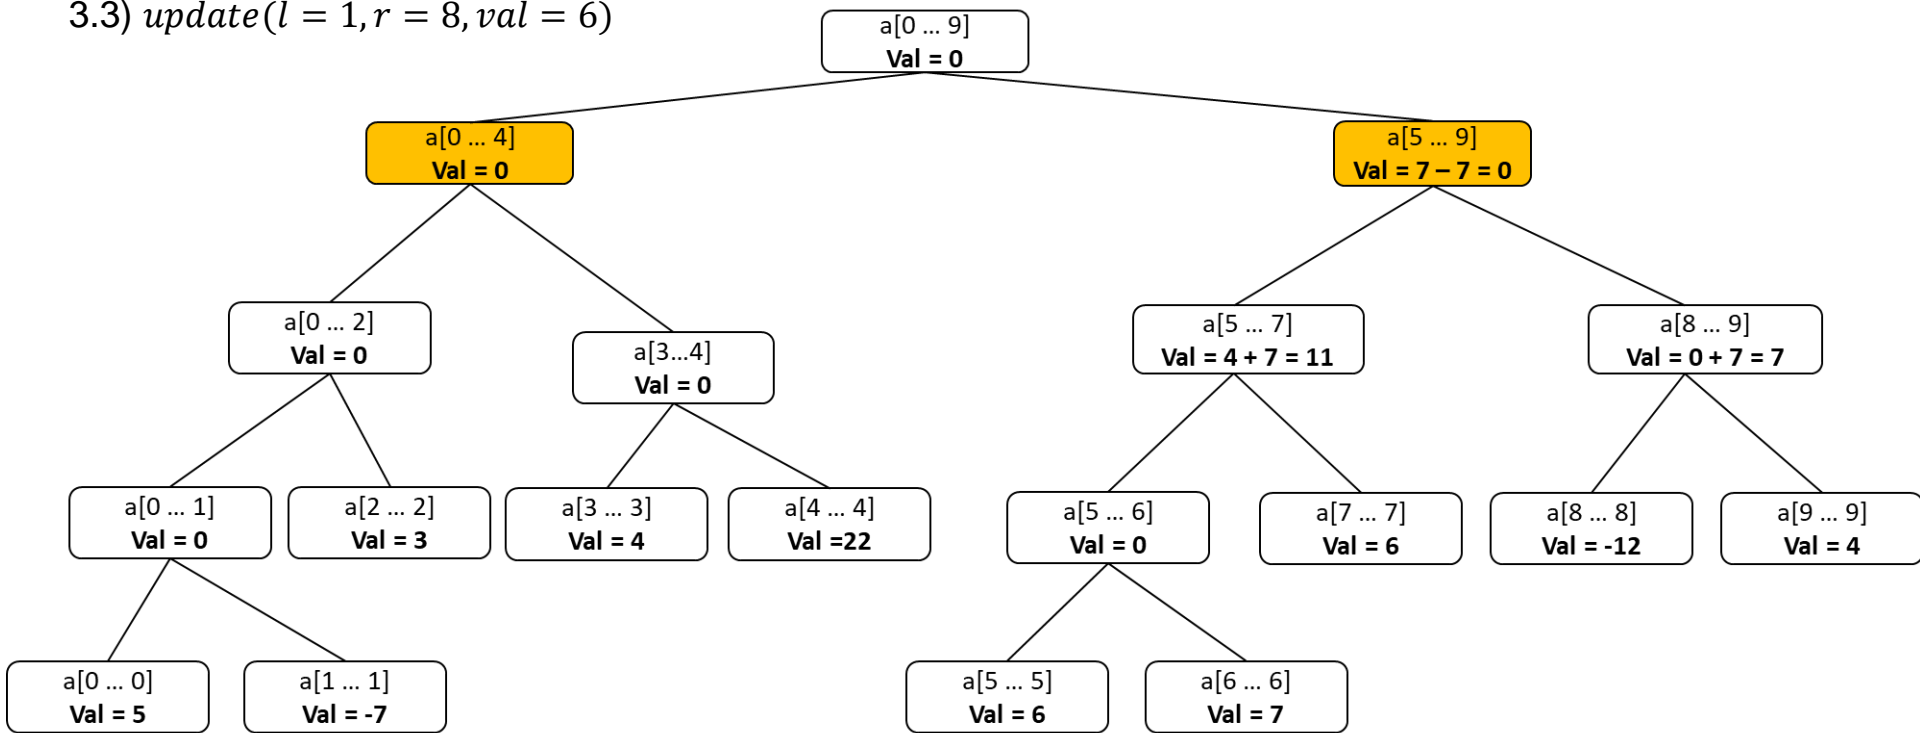 3.3) update(l = 1, r = 8, val = 6)
a[0 ... 9]
Val = 0
a[0 ... 4]
Val = 0
a[5 ... 9]
Val = 7 – 7 = 0
a[0 ... 2]
Val = 0
a[3...4]
Val = 0
a[5 ... 7]
Val = 4 + 7 = 11
a[8 ... 9]
Val = 0 + 7 = 7
a[0 ... 1]
Val = 0
a[2 ... 2]
Val = 3
a[3 ... 3]
Val = 4
a[4 ... 4]
Val =22
a[5 ... 6]
Val = 0
a[7 ... 7]
Val = 6
a[8 ... 8]
Val = -12
a[9 ... 9]
Val = 4
a[0 ... 0]
Val = 5
a[1 ... 1]
Val = -7
a[5 ... 5]
Val = 6
a[6 ... 6]
Val = 7